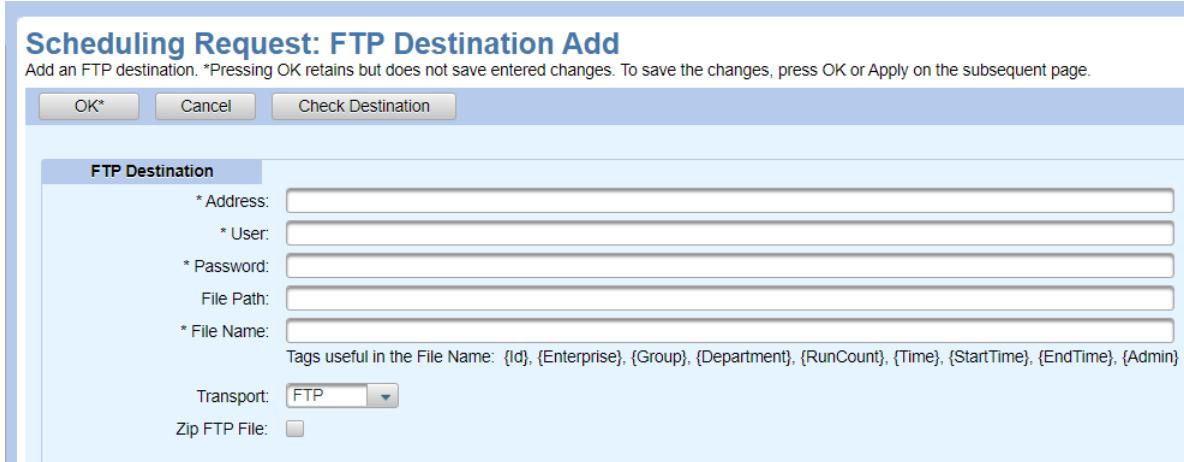 Scheduling Request: FTP Destination Add
Add an FTP destination. *Pressing OK retains but does not save entered changes. To save the changes, press OK or Apply on the subsequent page.
OK* Cancel Check Destination
FTP Destination
* Address:
* User:
* Password:
File Path:
* File Name:
Tags useful in the File Name: {Id}, {Enterprise}, {Group}, {Department}, {RunCount}, {Time}, {StartTime}, {EndTime}, {Admin}
Transport: FTP
Zip FTP File: